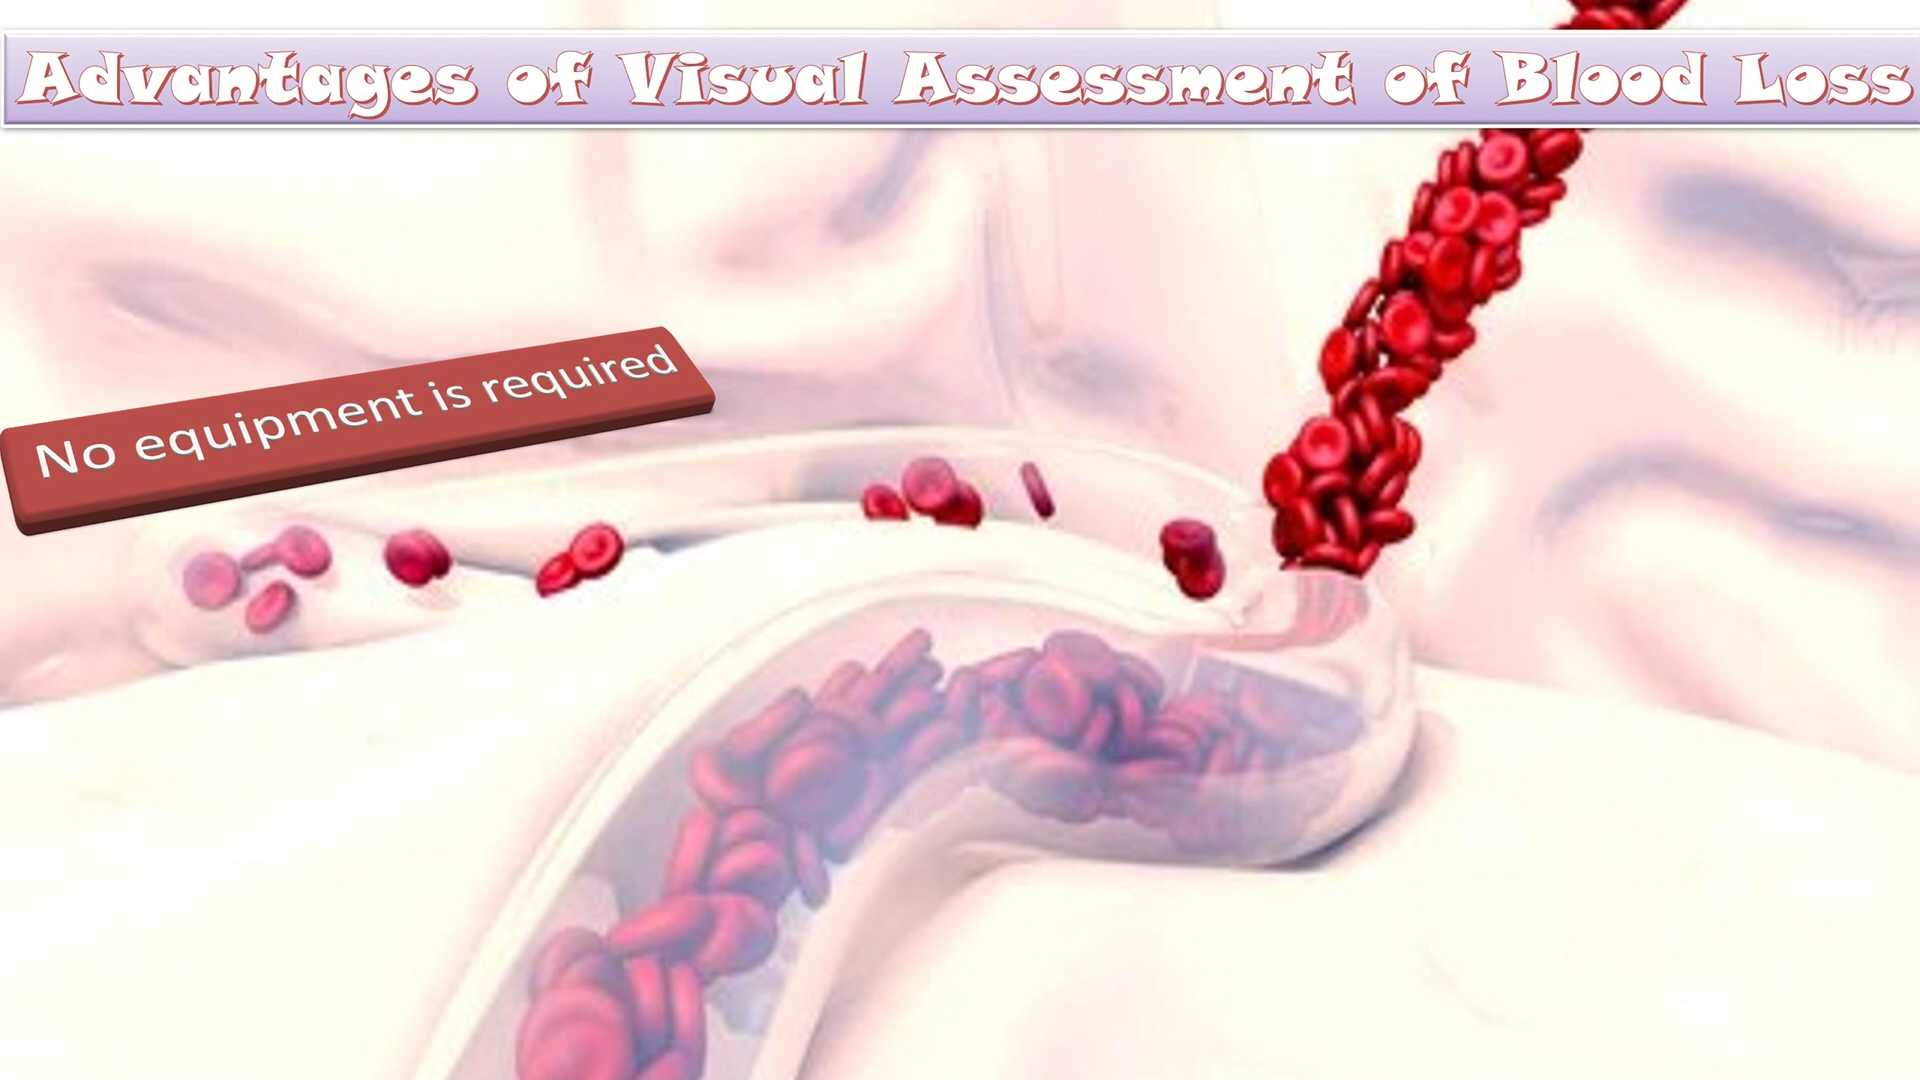 Advantages of Visual Assessment of Blood Loss
No equipment is required